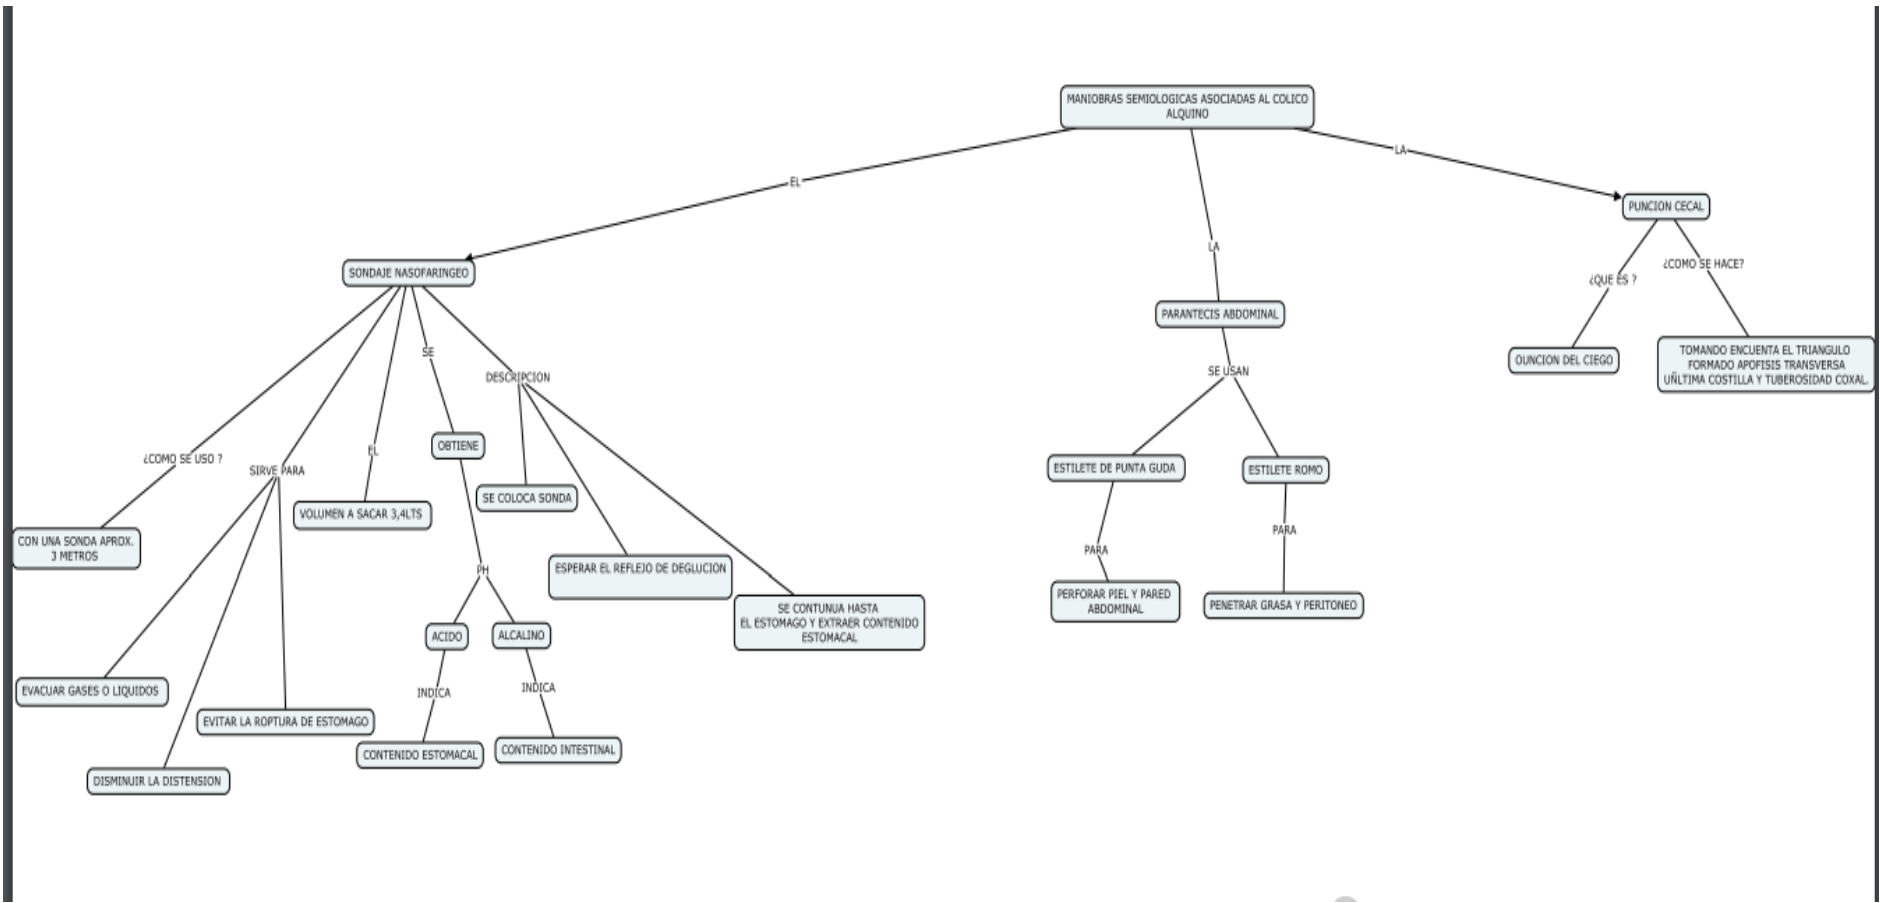 MANIOBRAS SEMIOLOGICAS ASOCIADAS AL COLICO
ALQUINO
EL
LA
LA
SONDAJE NASOFARINGEO
¿COMO SE USO ?
CON UNA SONDA APROX.
3 METROS
SIRVE PARA
EVACUAR GASES O LIQUIDOS
DISMINUIR LA DISTENSION
EVITAR LA ROPTURA DE ESTOMAGO
EL
VOLUMEN A SACAR 3,4LTS
SE
OBTIENE
PH
ACIDO
INDICA
CONTENIDO ESTOMACAL
ALCALINO
INDICA
CONTENIDO INTESTINAL
DESCRIPCION
SE COLOCA SONDA
ESPERAR EL REFLEJO DE DEGLUCION
SE CONTUNUA HASTA
EL ESTOMAGO Y EXTRAER CONTENIDO
ESTOMACAL
PARANTECIS ABDOMINAL
SE USAN
ESTILETE DE PUNTA GUDA
PARA
PERFORAR PIEL Y PARED
ABDOMINAL
ESTILETE ROMO
PARA
PENETRAR GRASA Y PERITONEO
PUNCION CECAL
¿QUE ES ?
OUNCION DEL CIEGO
¿COMO SE HACE?
TOMANDO ENCUENTA EL TRIANGULO
FORMADO APOFISIS TRANSVERSA
UÑLTIMA COSTILLA Y TUBEROSIDAD COXAL.